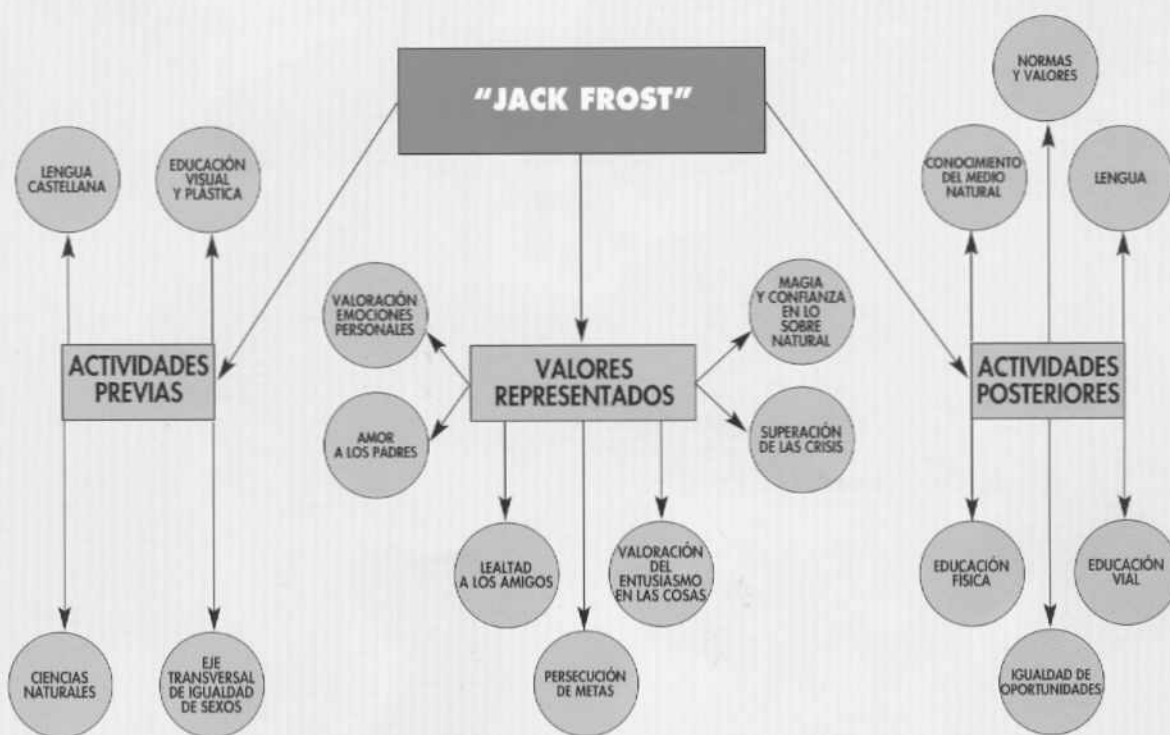 "JACK FROST"
NORMAS
Y VALORES
LENGUA
CASTELLANA
EDUCACIÓN
VISUAL
Y PLÁSTICA
CONOCIMIENTO
DEL MEDIO
NATURAL
LENGUA
VALORACIÓN
EMOCIONES
PERSONALES
MAGIA
Y CONFIANZA
EN LO
SOBRE
NATURAL
ACTIVIDADES
PREVIAS
VALORES
REPRESENTADOS
ACTIVIDADES
POSTERIORES
AMOR
A LOS PADRES
SUPERACIÓN
DE LAS CRISIS
LEALTAD
A LOS AMIGOS
VALORACIÓN
DEL
ENTUSIASMO
EN LAS COSAS
EDUCACIÓN
FÍSICA
EDUCACIÓN
VIAL
CIENCIAS
NATURALES
EJE
TRANSVERSAL
DE IGUALDAD
DE SEXOS
PERSECUCIÓN
DE METAS
IGUALDAD DE
OPORTUNIDADES